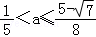 1/5 < a ≤ (5-√7)/8